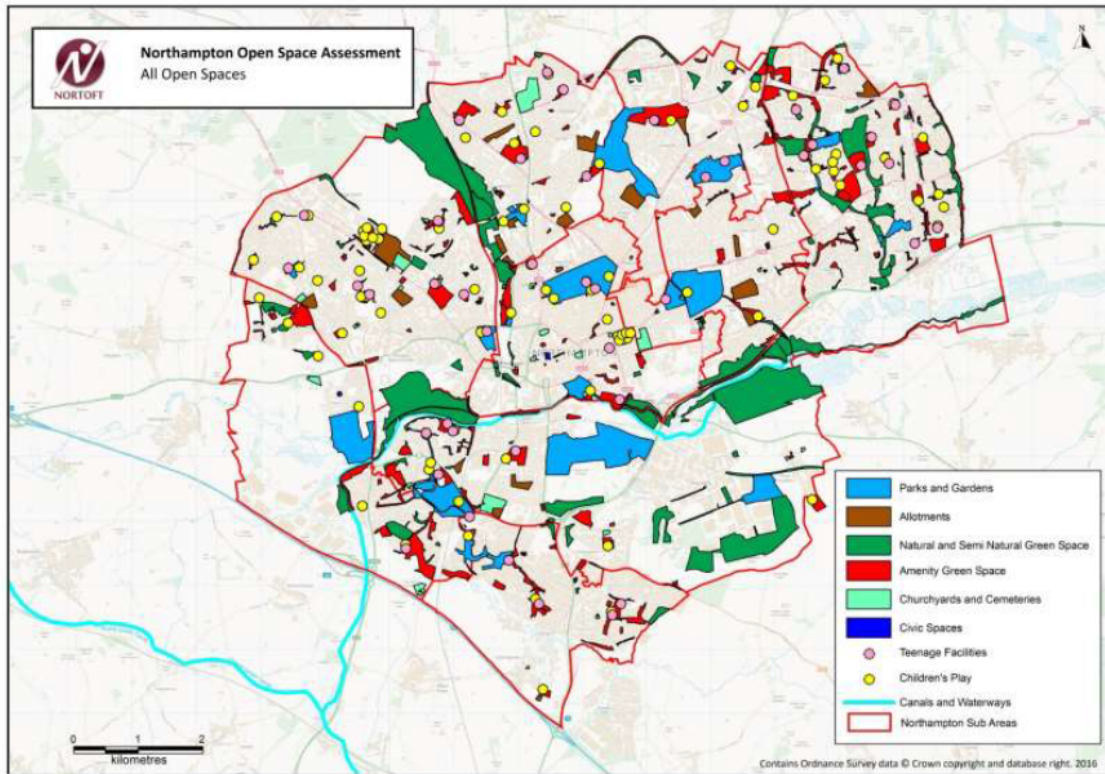 Northampton Open Space Assessment
All Open Spaces
NORTOFT
N
Parks and Gardens
Allotments
Natural and Semi Natural Green Space
Amenity Green Space
Churchyards and Cemeteries
Civic Spaces
Teenage Facilities
Children's Play
Canals and Waterways
Northampton Sub Areas
0 1 2
kilometres
Contains Ordnance Survey data © Crown copyright and database right. 2016